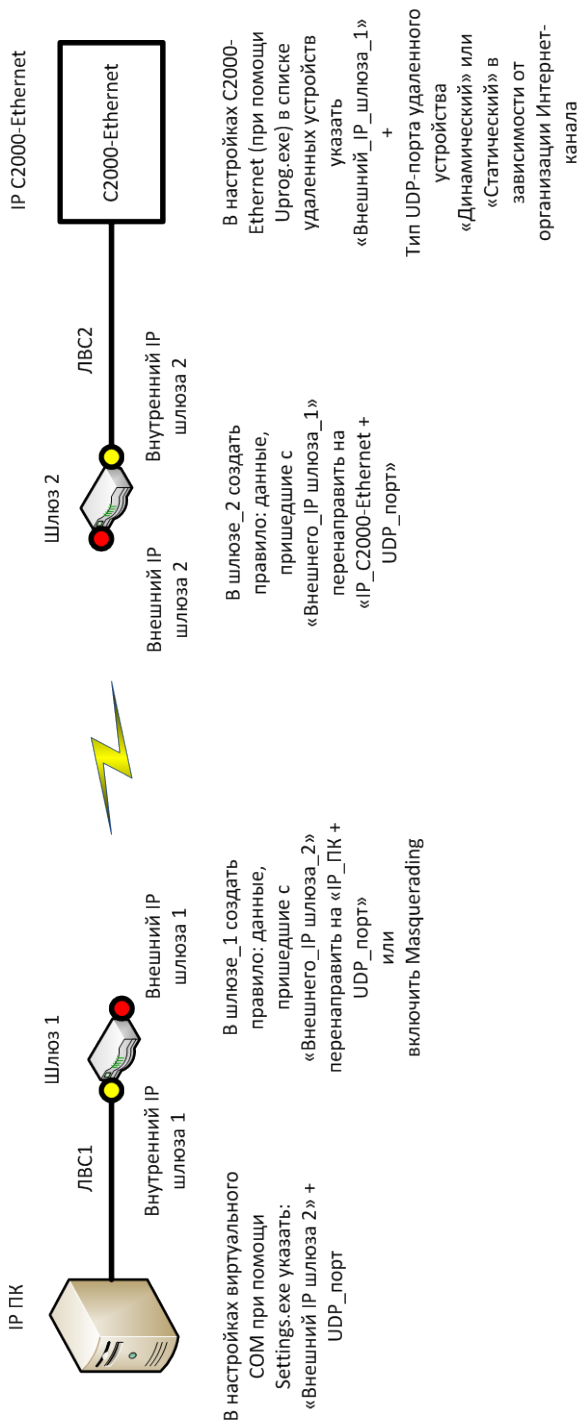 IP ПК
ЛВС1
Внутренний IP
шлюза 1
Шлюз 1
Внешний IP
шлюза 1
Внешний IP
шлюза 2
Шлюз 2
ЛВС2
Внутренний IP
шлюза 2
IP C2000-Ethernet
C2000-Ethernet
В настройках виртуального
COM при помощи
Settings.exe указать:
«Внешний IP шлюза 2» +
UDP_порт
В шлюзе_1 создать
правило: данные,
пришедшие с
«Внешнего_IP шлюза_2»
перенаправить на «IP_ПК +
UDP_порт»
или
включить Masquerading
В шлюзе_2 создать
правило: данные,
пришедшие с
«Внешнего_IP шлюза_1»
перенаправить на
«IP_C2000-Ethernet +
UDP_порт»
В настройках C2000-
Ethernet (при помощи
Uprog.exe) в списке
удаленных устройств
указать
«Внешний_IP_шлюза_1»
+
Тип UDP-порта удаленного
устройства
«Динамический» или
«Статический» в
зависимости от
организации Интернет-
канала